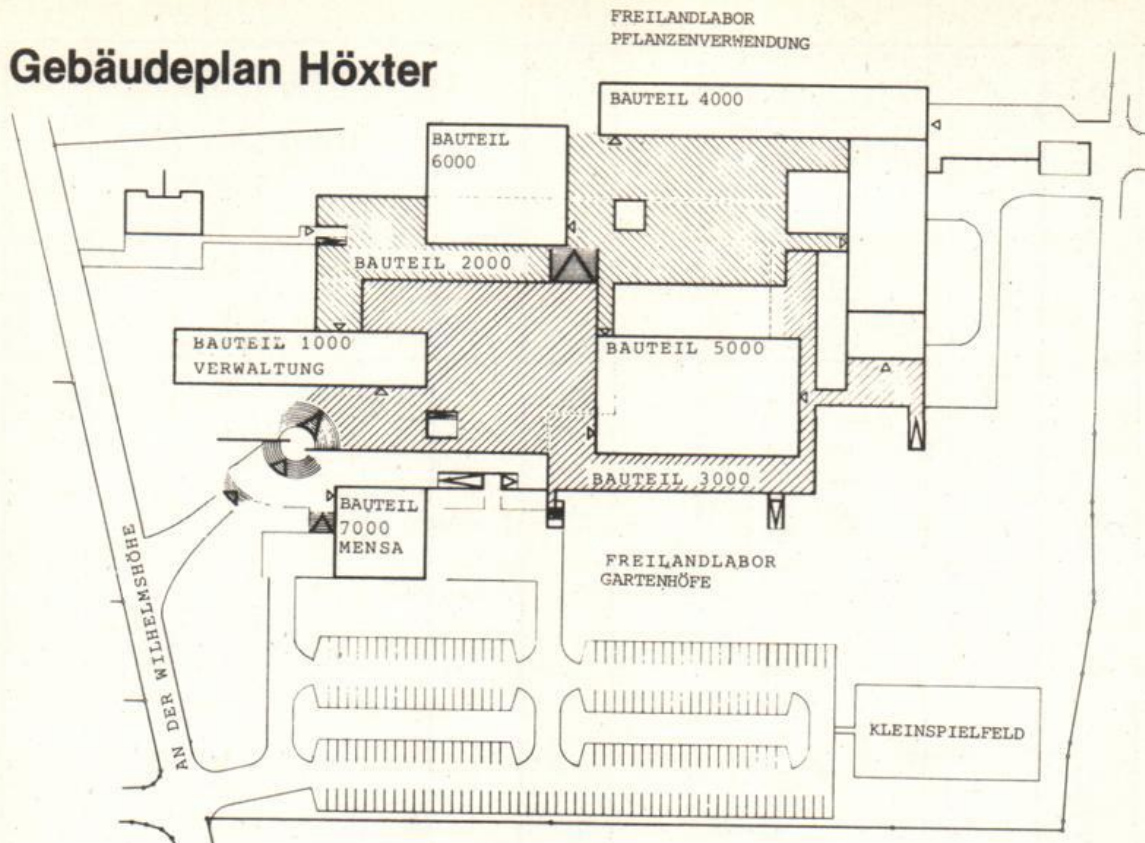 FREILANDLABOR
PFLANZENVERWENDUNG
Gebäudeplan Höxter
BAUTEIL 4000
BAUTEIL
6000
BAUTEIL 2000
BAUTEIL 1000
VERWALTUNG
BAUTEIL 5000
BAUTEIL 3000
BAUTEIL
7000
MENSA
FREILANDLABOR
GARTENHÖFE
AN DER WILHELMSHÖHE
KLEINSPIELFELD